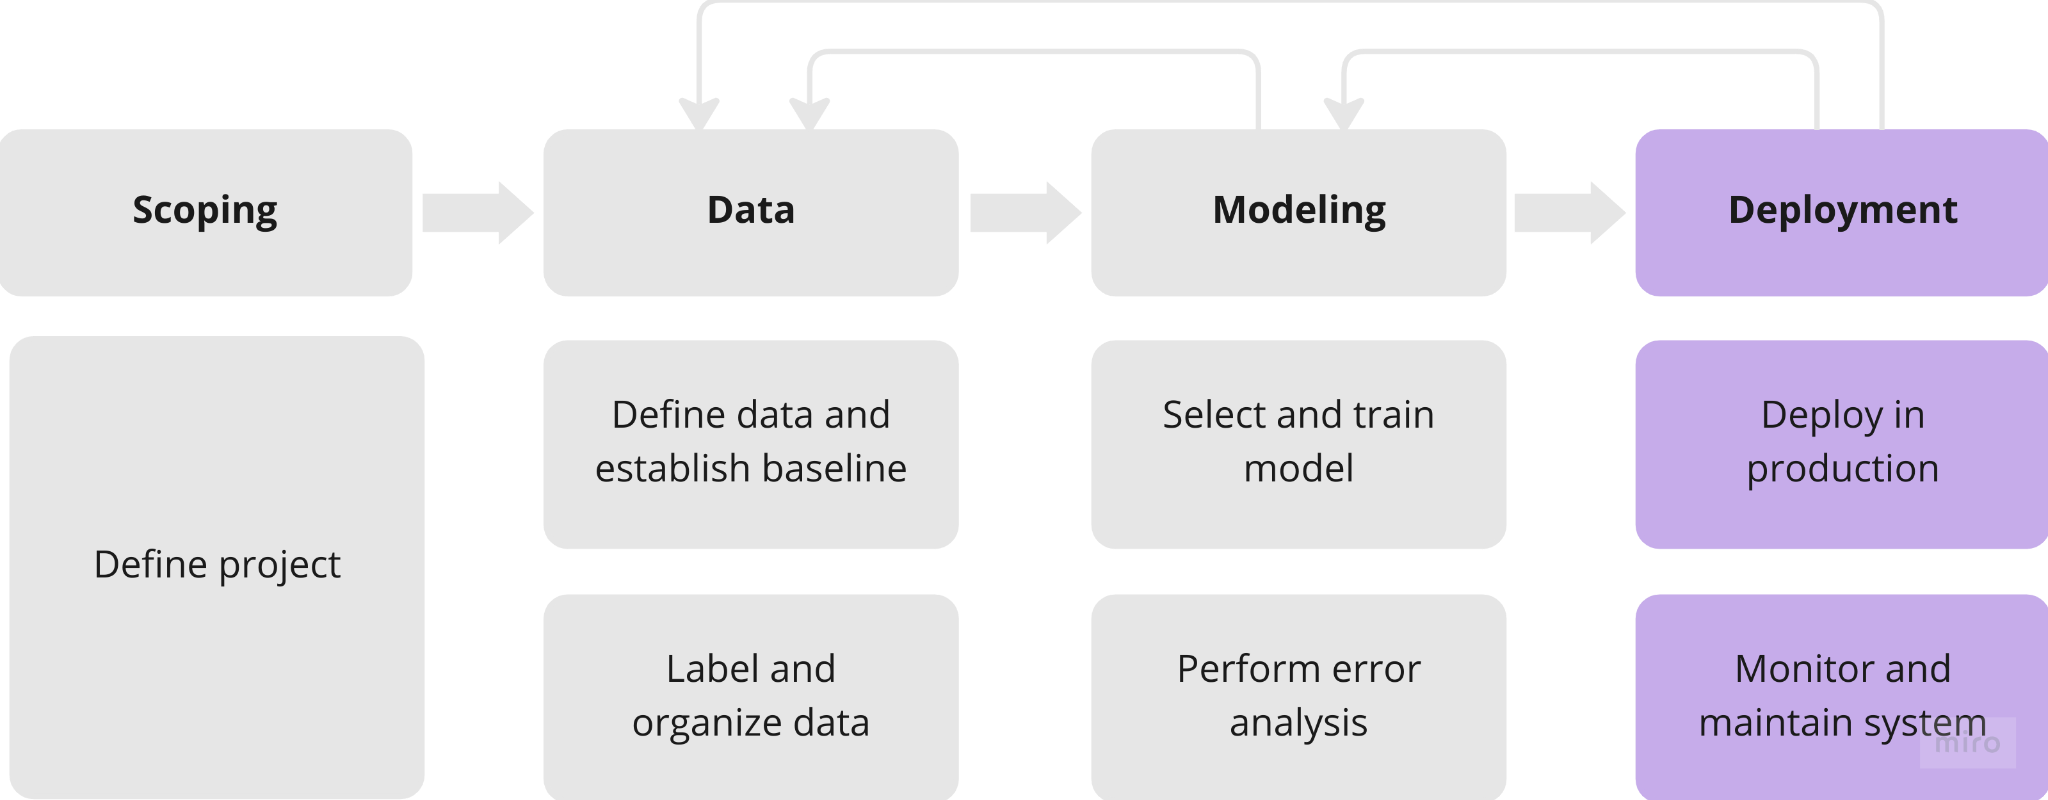 Scoping
Data
Modeling
Deployment
Define project
Define data and
establish baseline
Select and train
model
Deploy in
production
Label and
organize data
Perform error
analysis
Monitor and
maintain system
miro